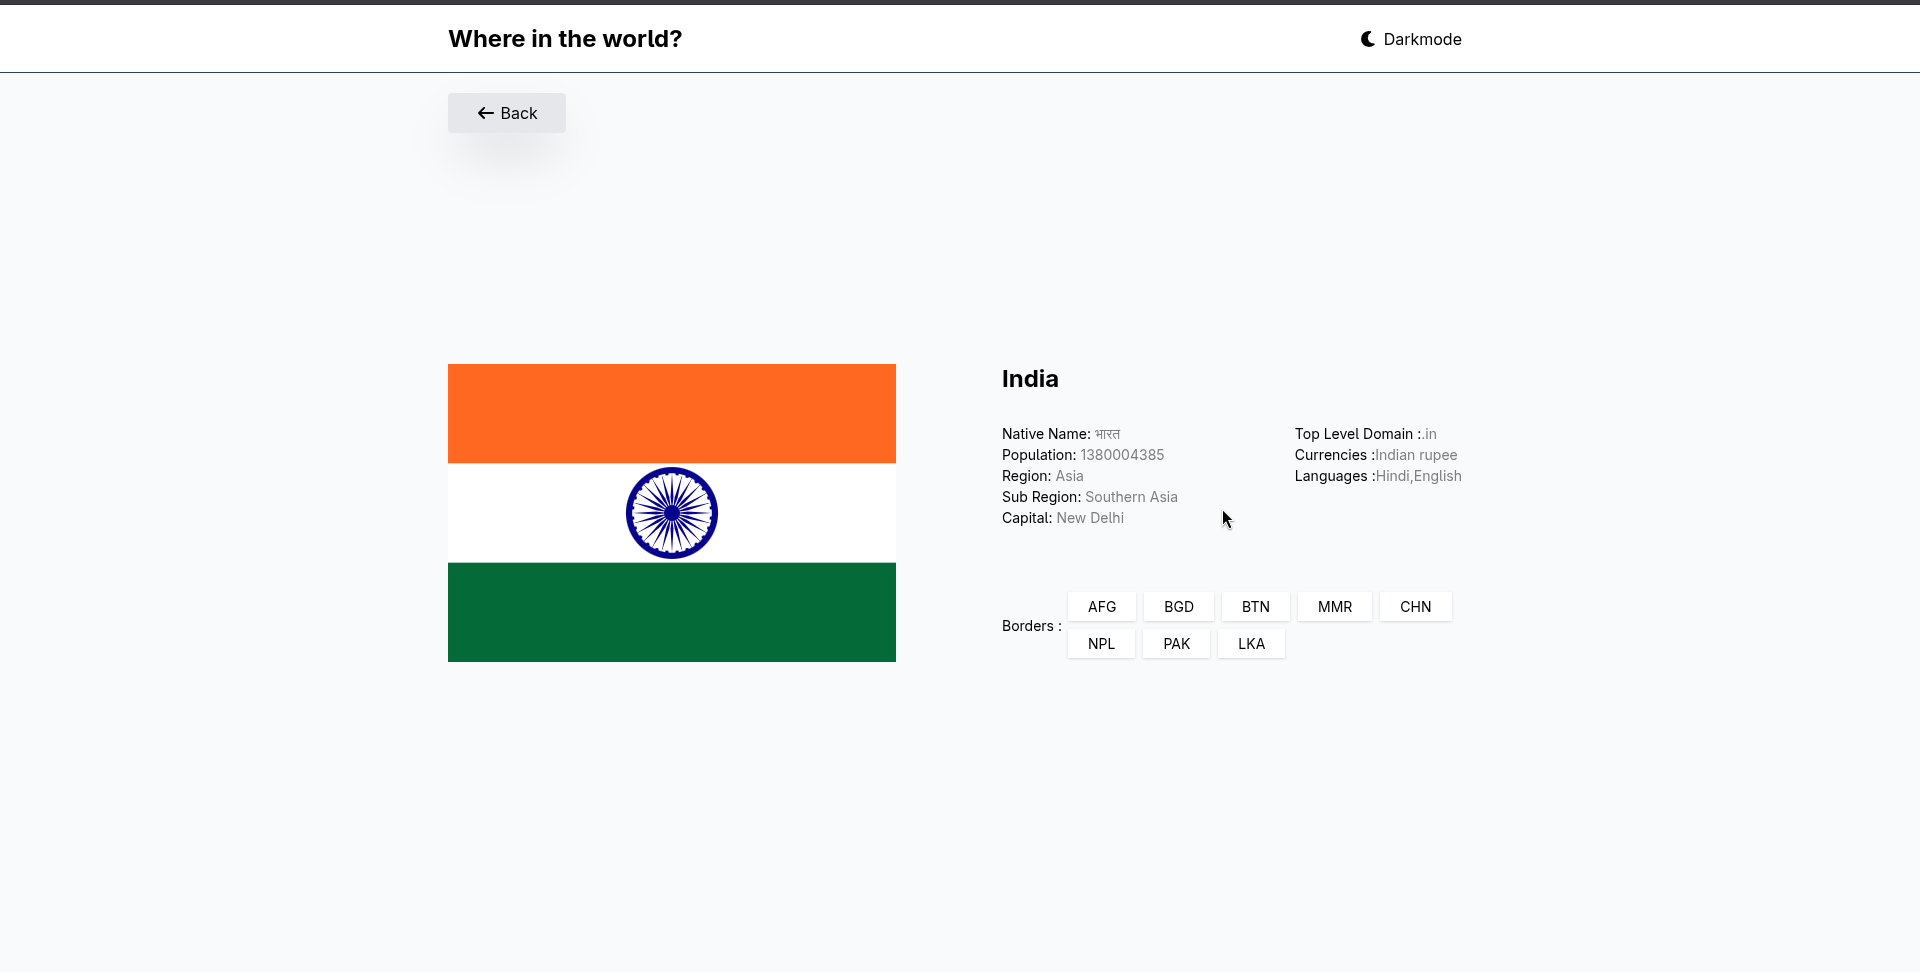 Where in the world?
Darkmode
Back
India
Native Name: भारत
Population: 1380004385
Region: Asia
Sub Region: Southern Asia
Capital: New Delhi
Top Level Domain :.in
Currencies :Indian rupee
Languages :Hindi,English
Borders :
AFG BGD BTN MMR CHN
NPL PAK LKA